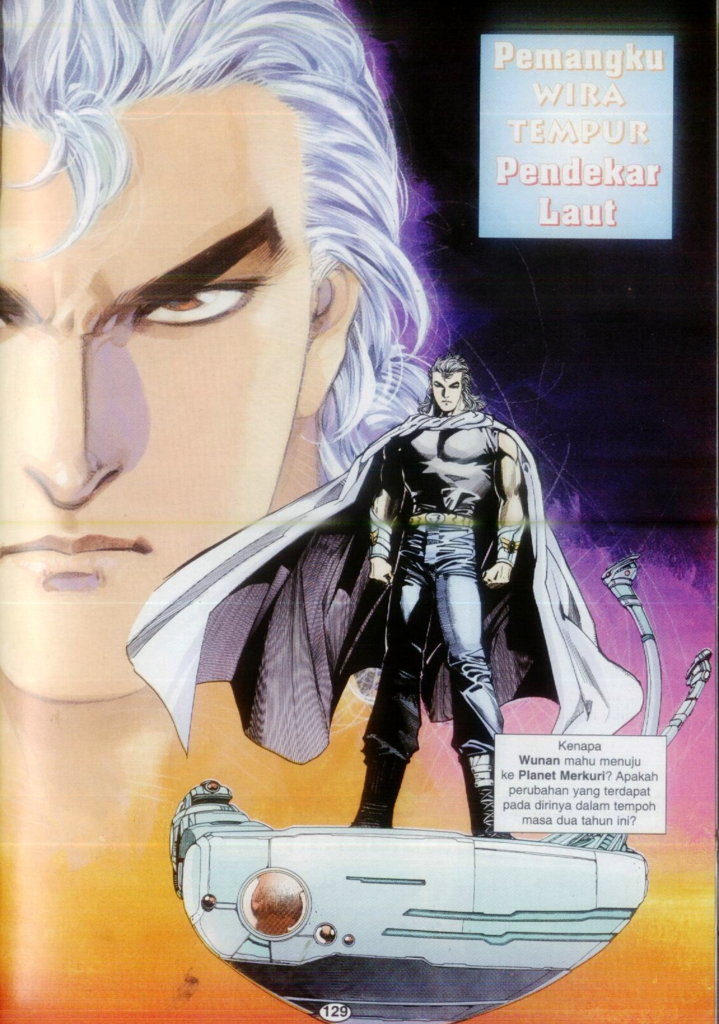 Pemangku
WIRA
TEMPUR
Pendekar
Laut
Kenapa
Wunan mahu menuju
ke Planet Merkuri? Apakah
perubahan yang terdapat
pada dirinya dalam tempoh
masa dua tahun ini?
129